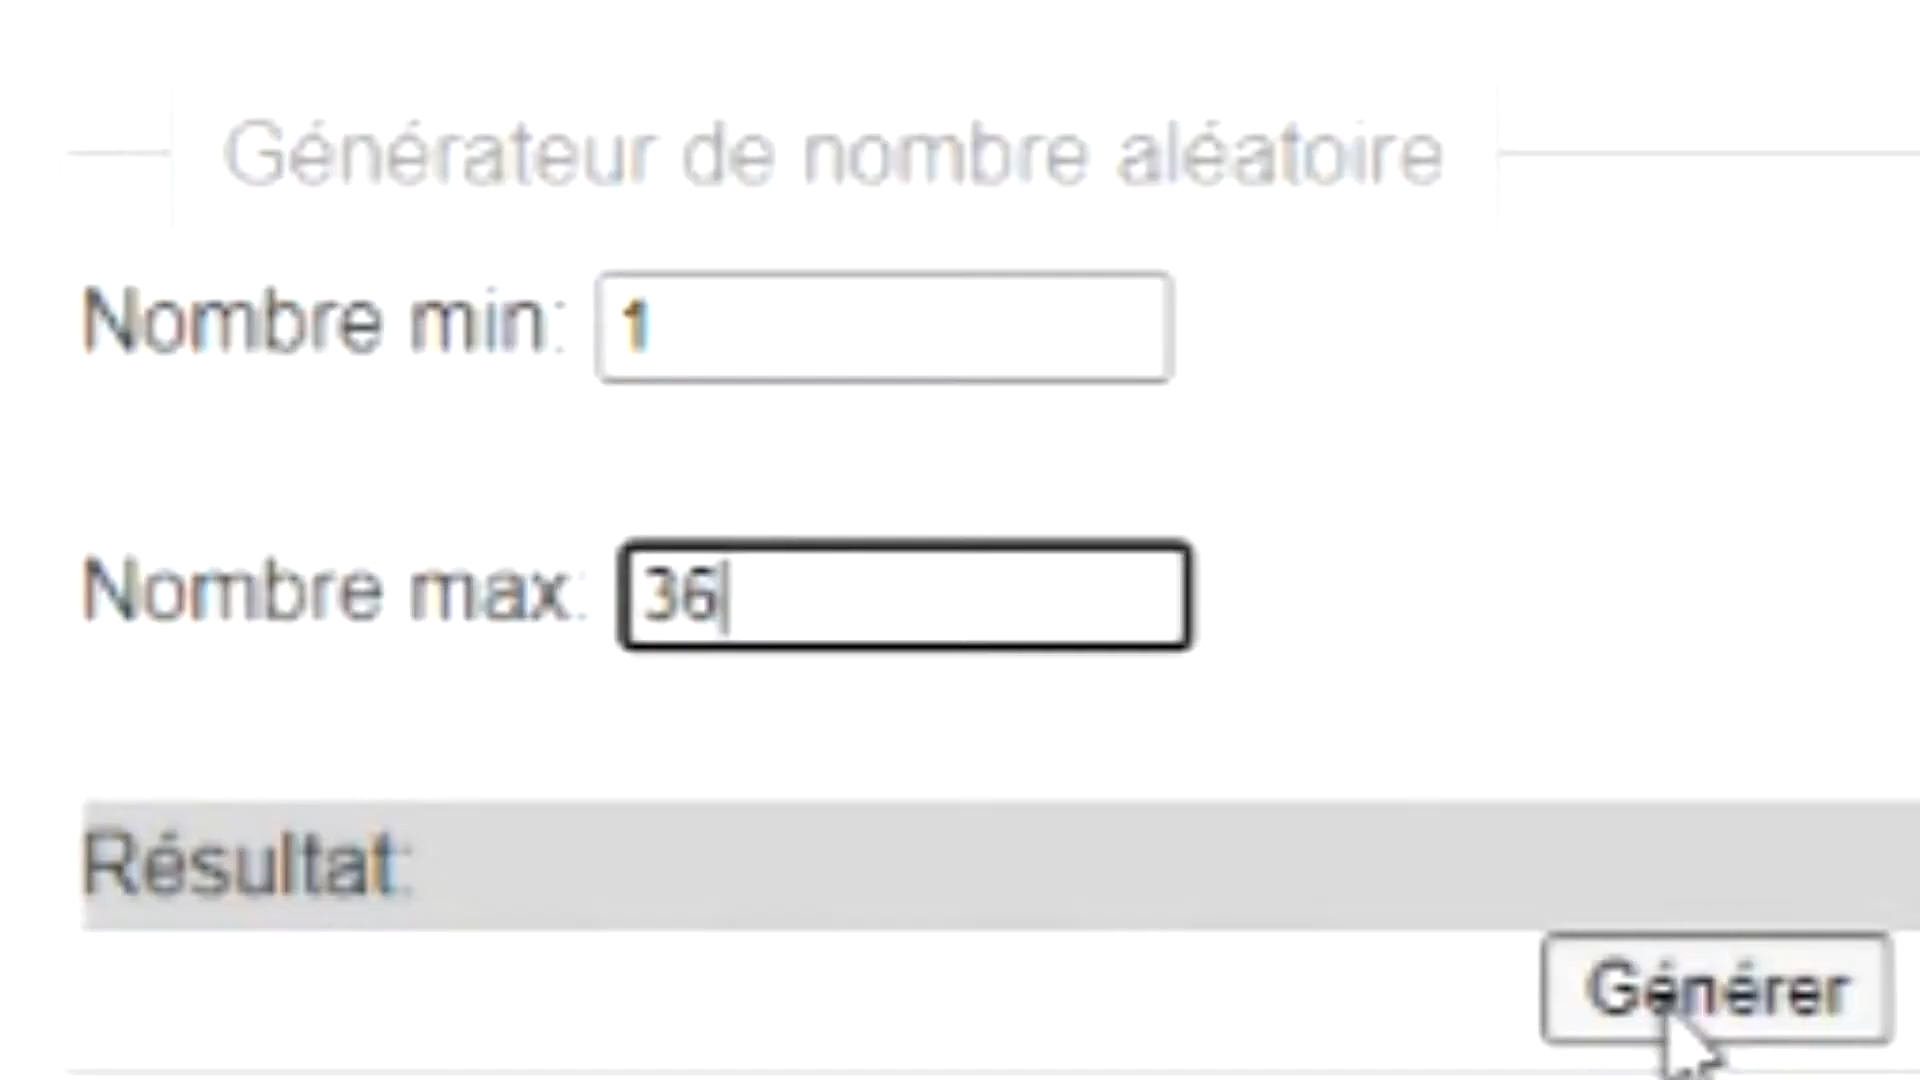 Générateur de nombre aléatoire
Nombre min: 1
Nombre max: 36
Résultat:
Générer